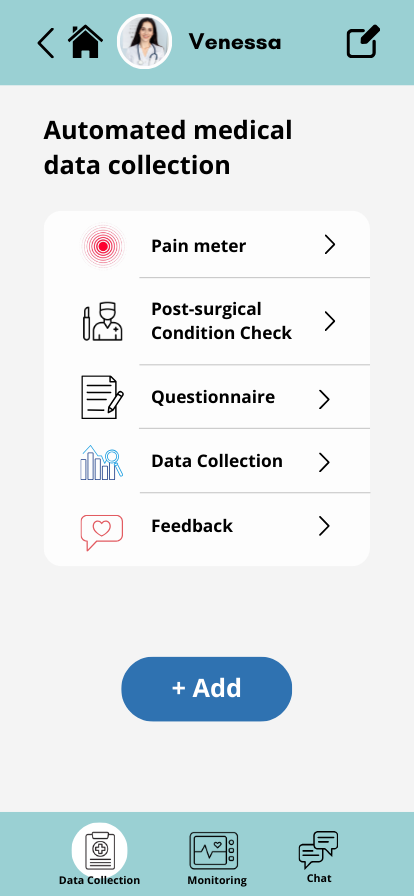 Venessa
Automated medical
data collection
Pain meter
Post-surgical
Condition Check
Questionnaire
Data Collection
Feedback
+ Add
Data Collection
Monitoring
Chat